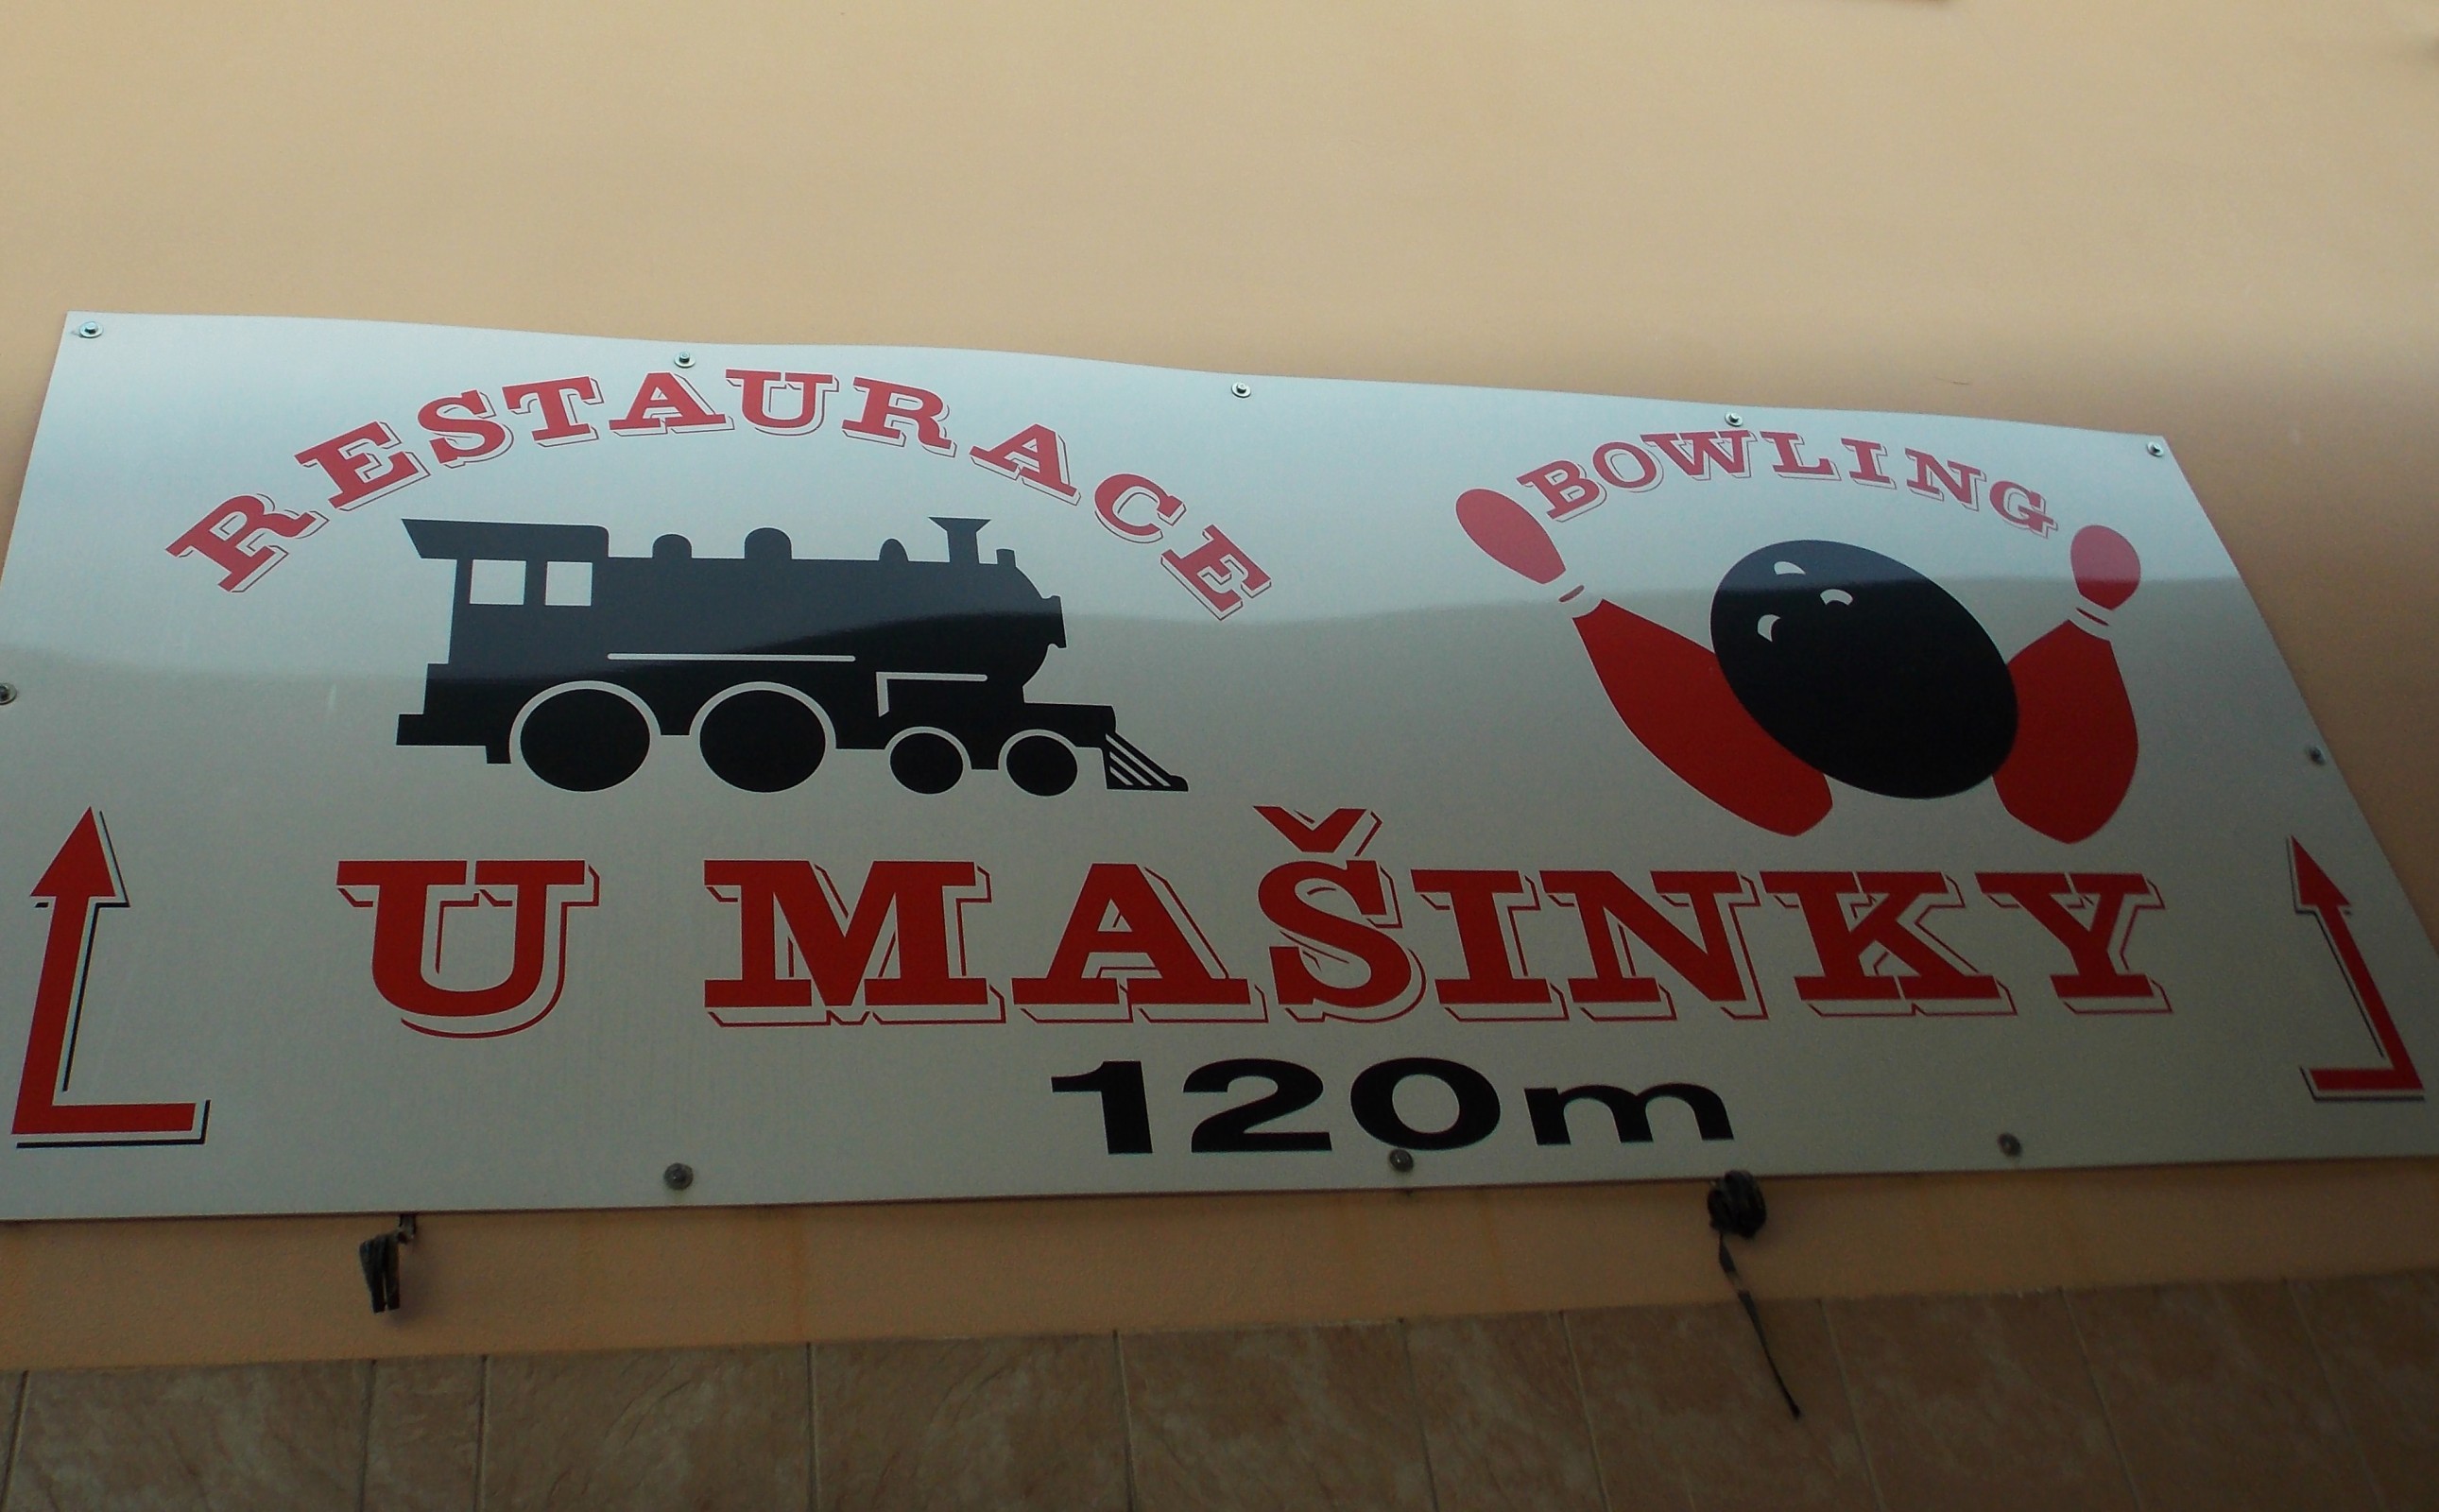 RESTAURACE
BOWLING
U MAŠINKY
120m